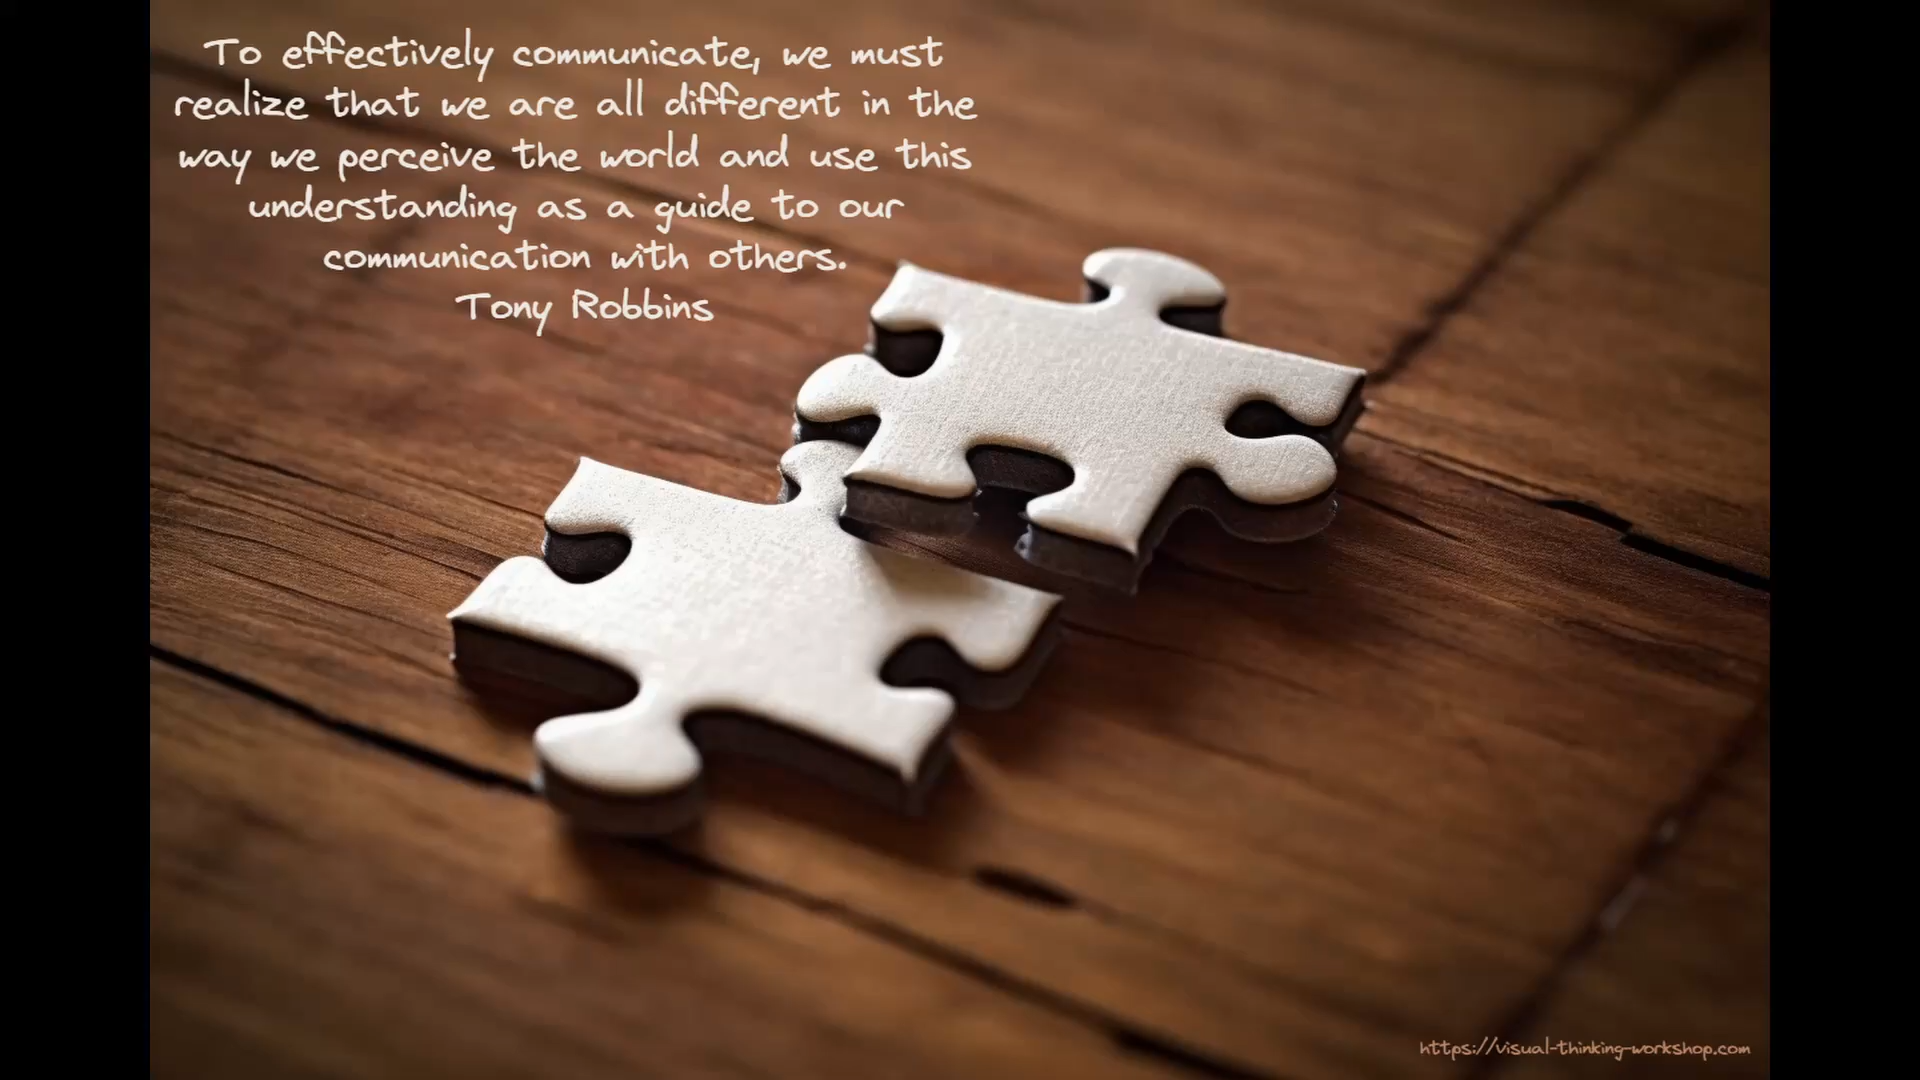 To effectively communicate, we must
realize that we are all different in the
way we perceive the world and use this
understanding as a guide to our
communication with others.
Tony Robbins
https://visual-thinking-workshop.com